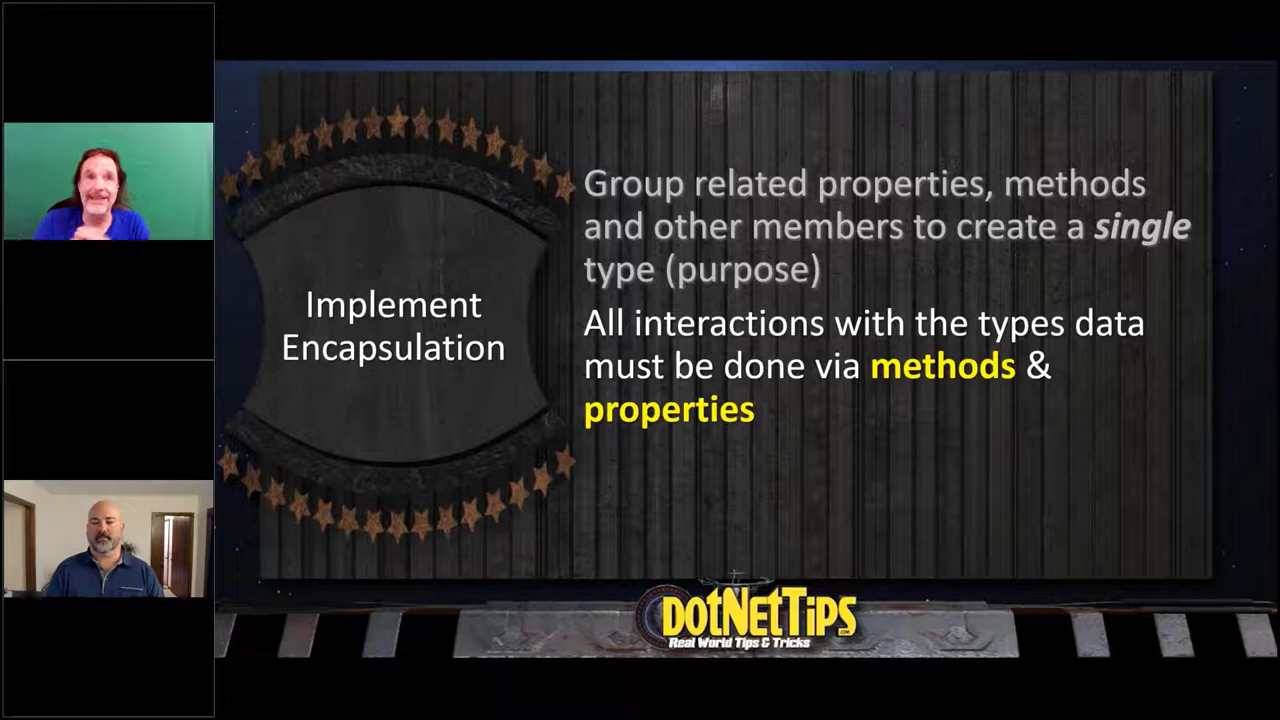 Implement
Encapsulation
Group related properties, methods
and other members to create a single
type (purpose)
All interactions with the types data
must be done via methods &
properties
DotNetTips
.com
Real World Tips & Tricks